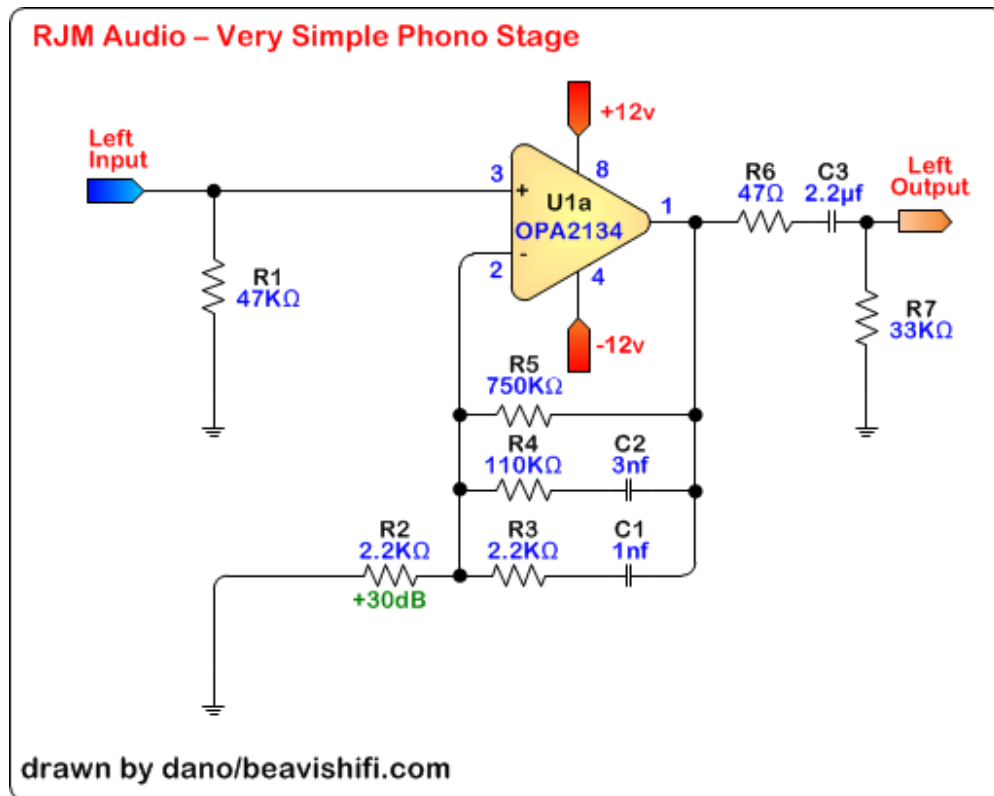 RJM Audio – Very Simple Phono Stage
Left
Input
+12v
Left
Output
3
8
+
U1a
OPA2134
1
R6
47Ω
C3
2.2µf
2
-
4
R1
47KΩ
-12v
R7
33KΩ
R5
750KΩ
R4
110KΩ
C2
3nf
R2
2.2KΩ
+30dB
R3
2.2KΩ
C1
1nf
drawn by dano/beavishifi.com